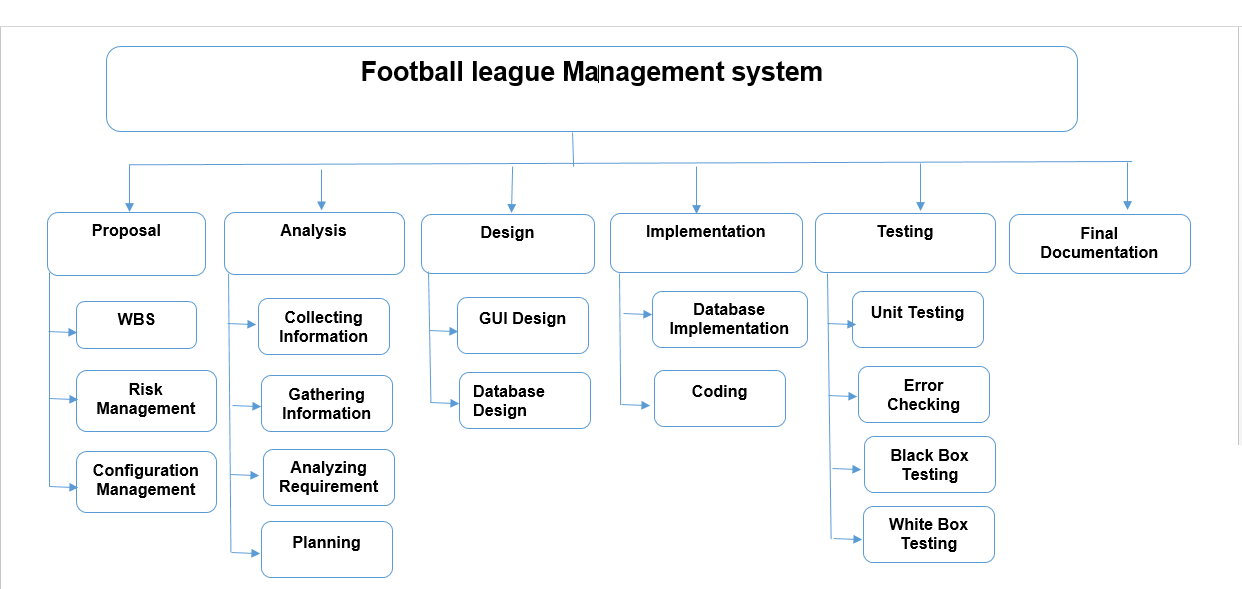 Football league Management system
Proposal
Analysis
Design
Implementation
Testing
Final
Documentation
WBS
Risk
Management
Configuration
Management
Collecting
Information
Gathering
Information
Analyzing
Requirement
Planning
GUI Design
Database
Design
Database
Implementation
Coding
Unit Testing
Error
Checking
Black Box
Testing
White Box
Testing